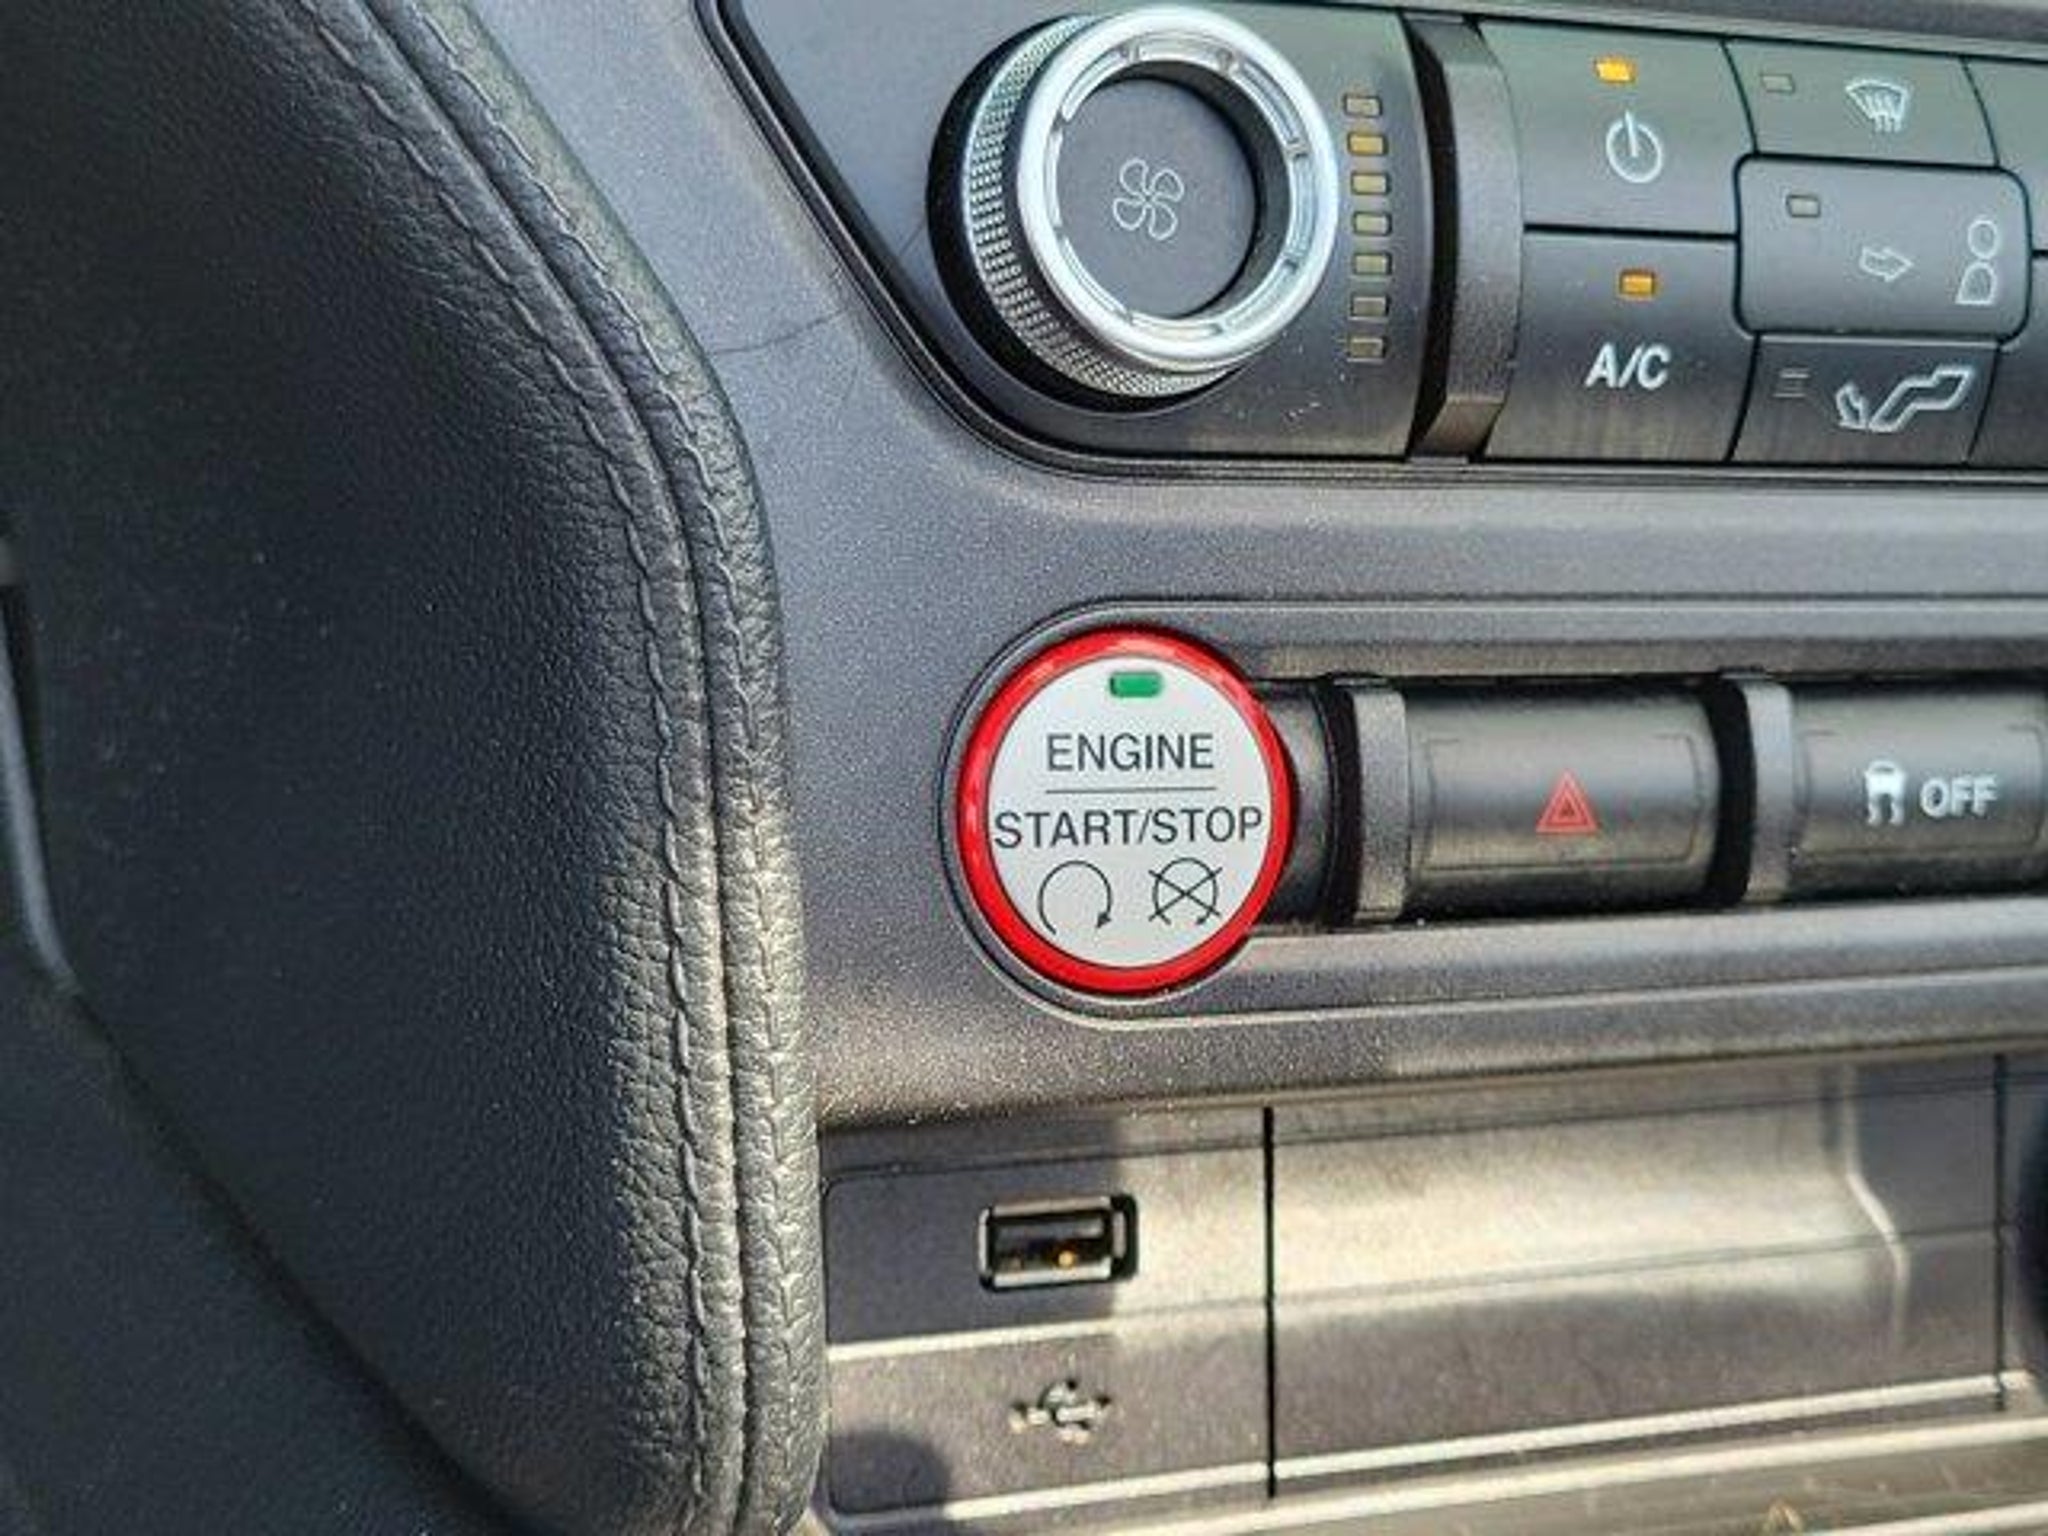 A/C
ENGINE
START/STOP
OFF